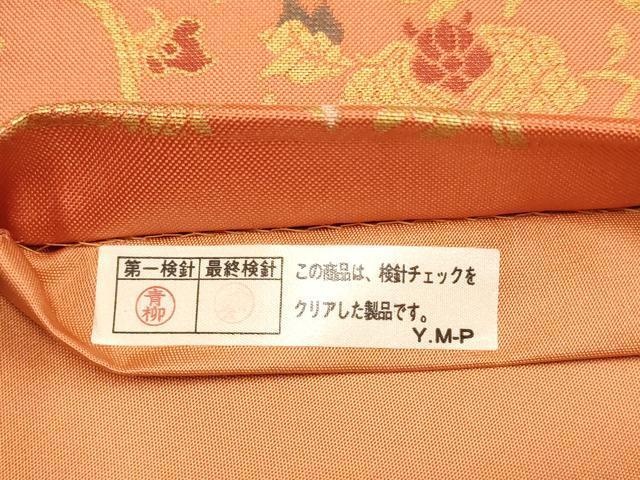 第一検針 最終検針
青柳
この商品は、検針チェックを
クリアした製品です。
Y.M-P